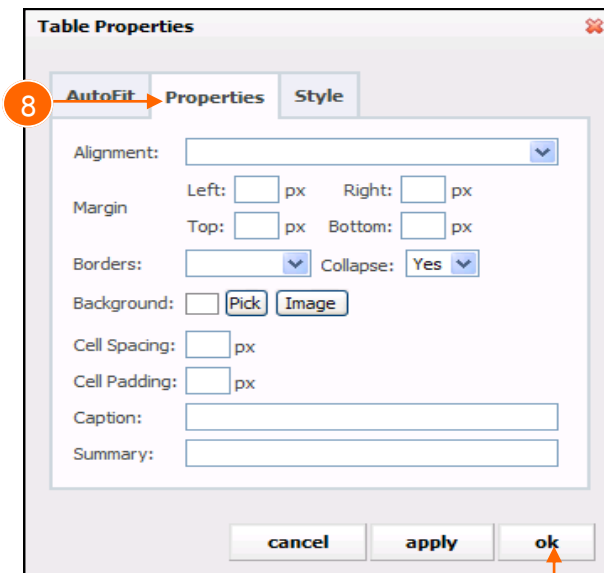 Table Properties
8
AutoFit Properties Style
Alignment:
Margin
Left: px Right: px
Top: px Bottom: px
Borders: Collapse: Yes
Background: Pick Image
Cell Spacing: px
Cell Padding: px
Caption:
Summary:
cancel apply ok